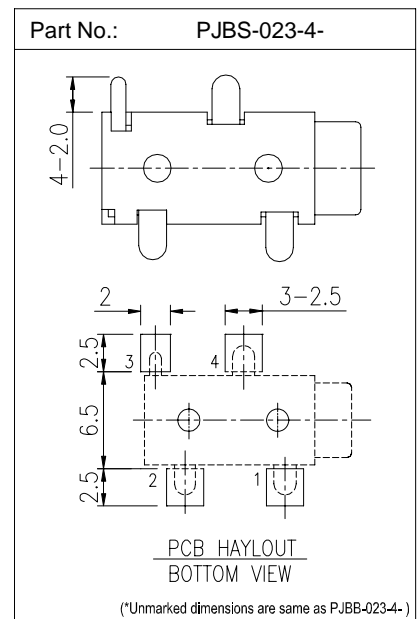 Part No.: PJBS-023-4-
4-2.0
2
3-2.5
2.5
3
4
6.5
2.5
2
1
PCB HAYLOUT
BOTTOM VIEW
(*Unmarked dimensions are same as PJBB-023-4- )